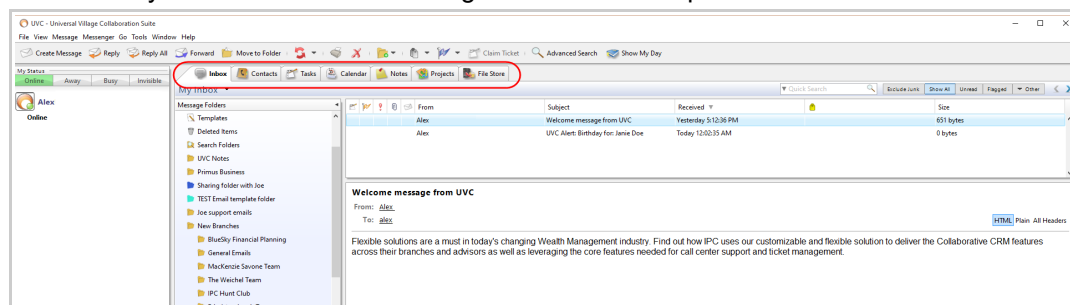 UVC - Universal Village Collaboration Suite
File View Message Messenger Go Tools Window Help
Create Message Reply Reply All Forward Move to Folder Claim Ticket Advanced Search Show My Day
My Status
Online Away Busy Invisible
Inbox Contacts Tasks Calendar Notes Projects File Store
My Inbox
Quick Search Exclude Junk Show All Unread Flagged Other
Alex
Online
Message Folders
Templates
Deleted Items
Search Folders
UVC Notes
Primus Business
Sharing folder with Joe
TEST Email template folder
Joe support emails
New Branches
BlueSky Financial Planning
General Emails
MacKenzie Savone Team
The Weichel Team
IPC Hunt Club
From Subject Received Size
Alex Welcome message from UVC Yesterday 5:12:36 PM 651 bytes
Alex UVC Alert: Birthday for: Janie Doe Today 12:02:35 AM 0 bytes
Welcome message from UVC
From: Alex
To: alex
HTML Plain All Headers
Flexible solutions are a must in today's changing Wealth Management industry. Find out how IPC uses our customizable and flexible solution to deliver the Collaborative CRM features
across their branches and advisors as well as leveraging the core features needed for call center support and ticket management.